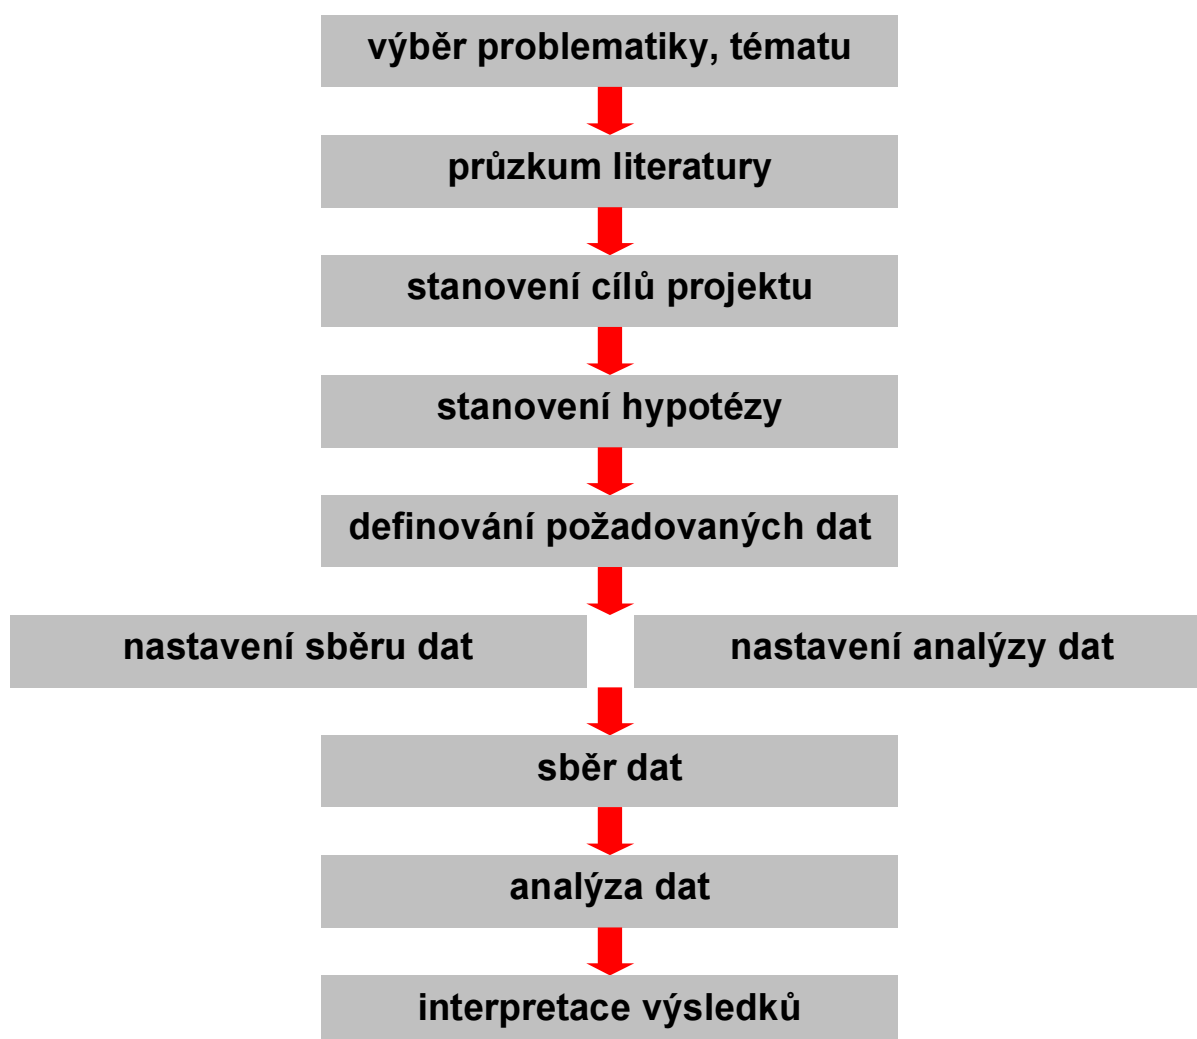 výběr problematiky, tématu
průzkum literatury
stanovení cílů projektu
stanovení hypotézy
definování požadovaných dat
nastavení sběru dat
nastavení analýzy dat
sběr dat
analýza dat
interpretace výsledků